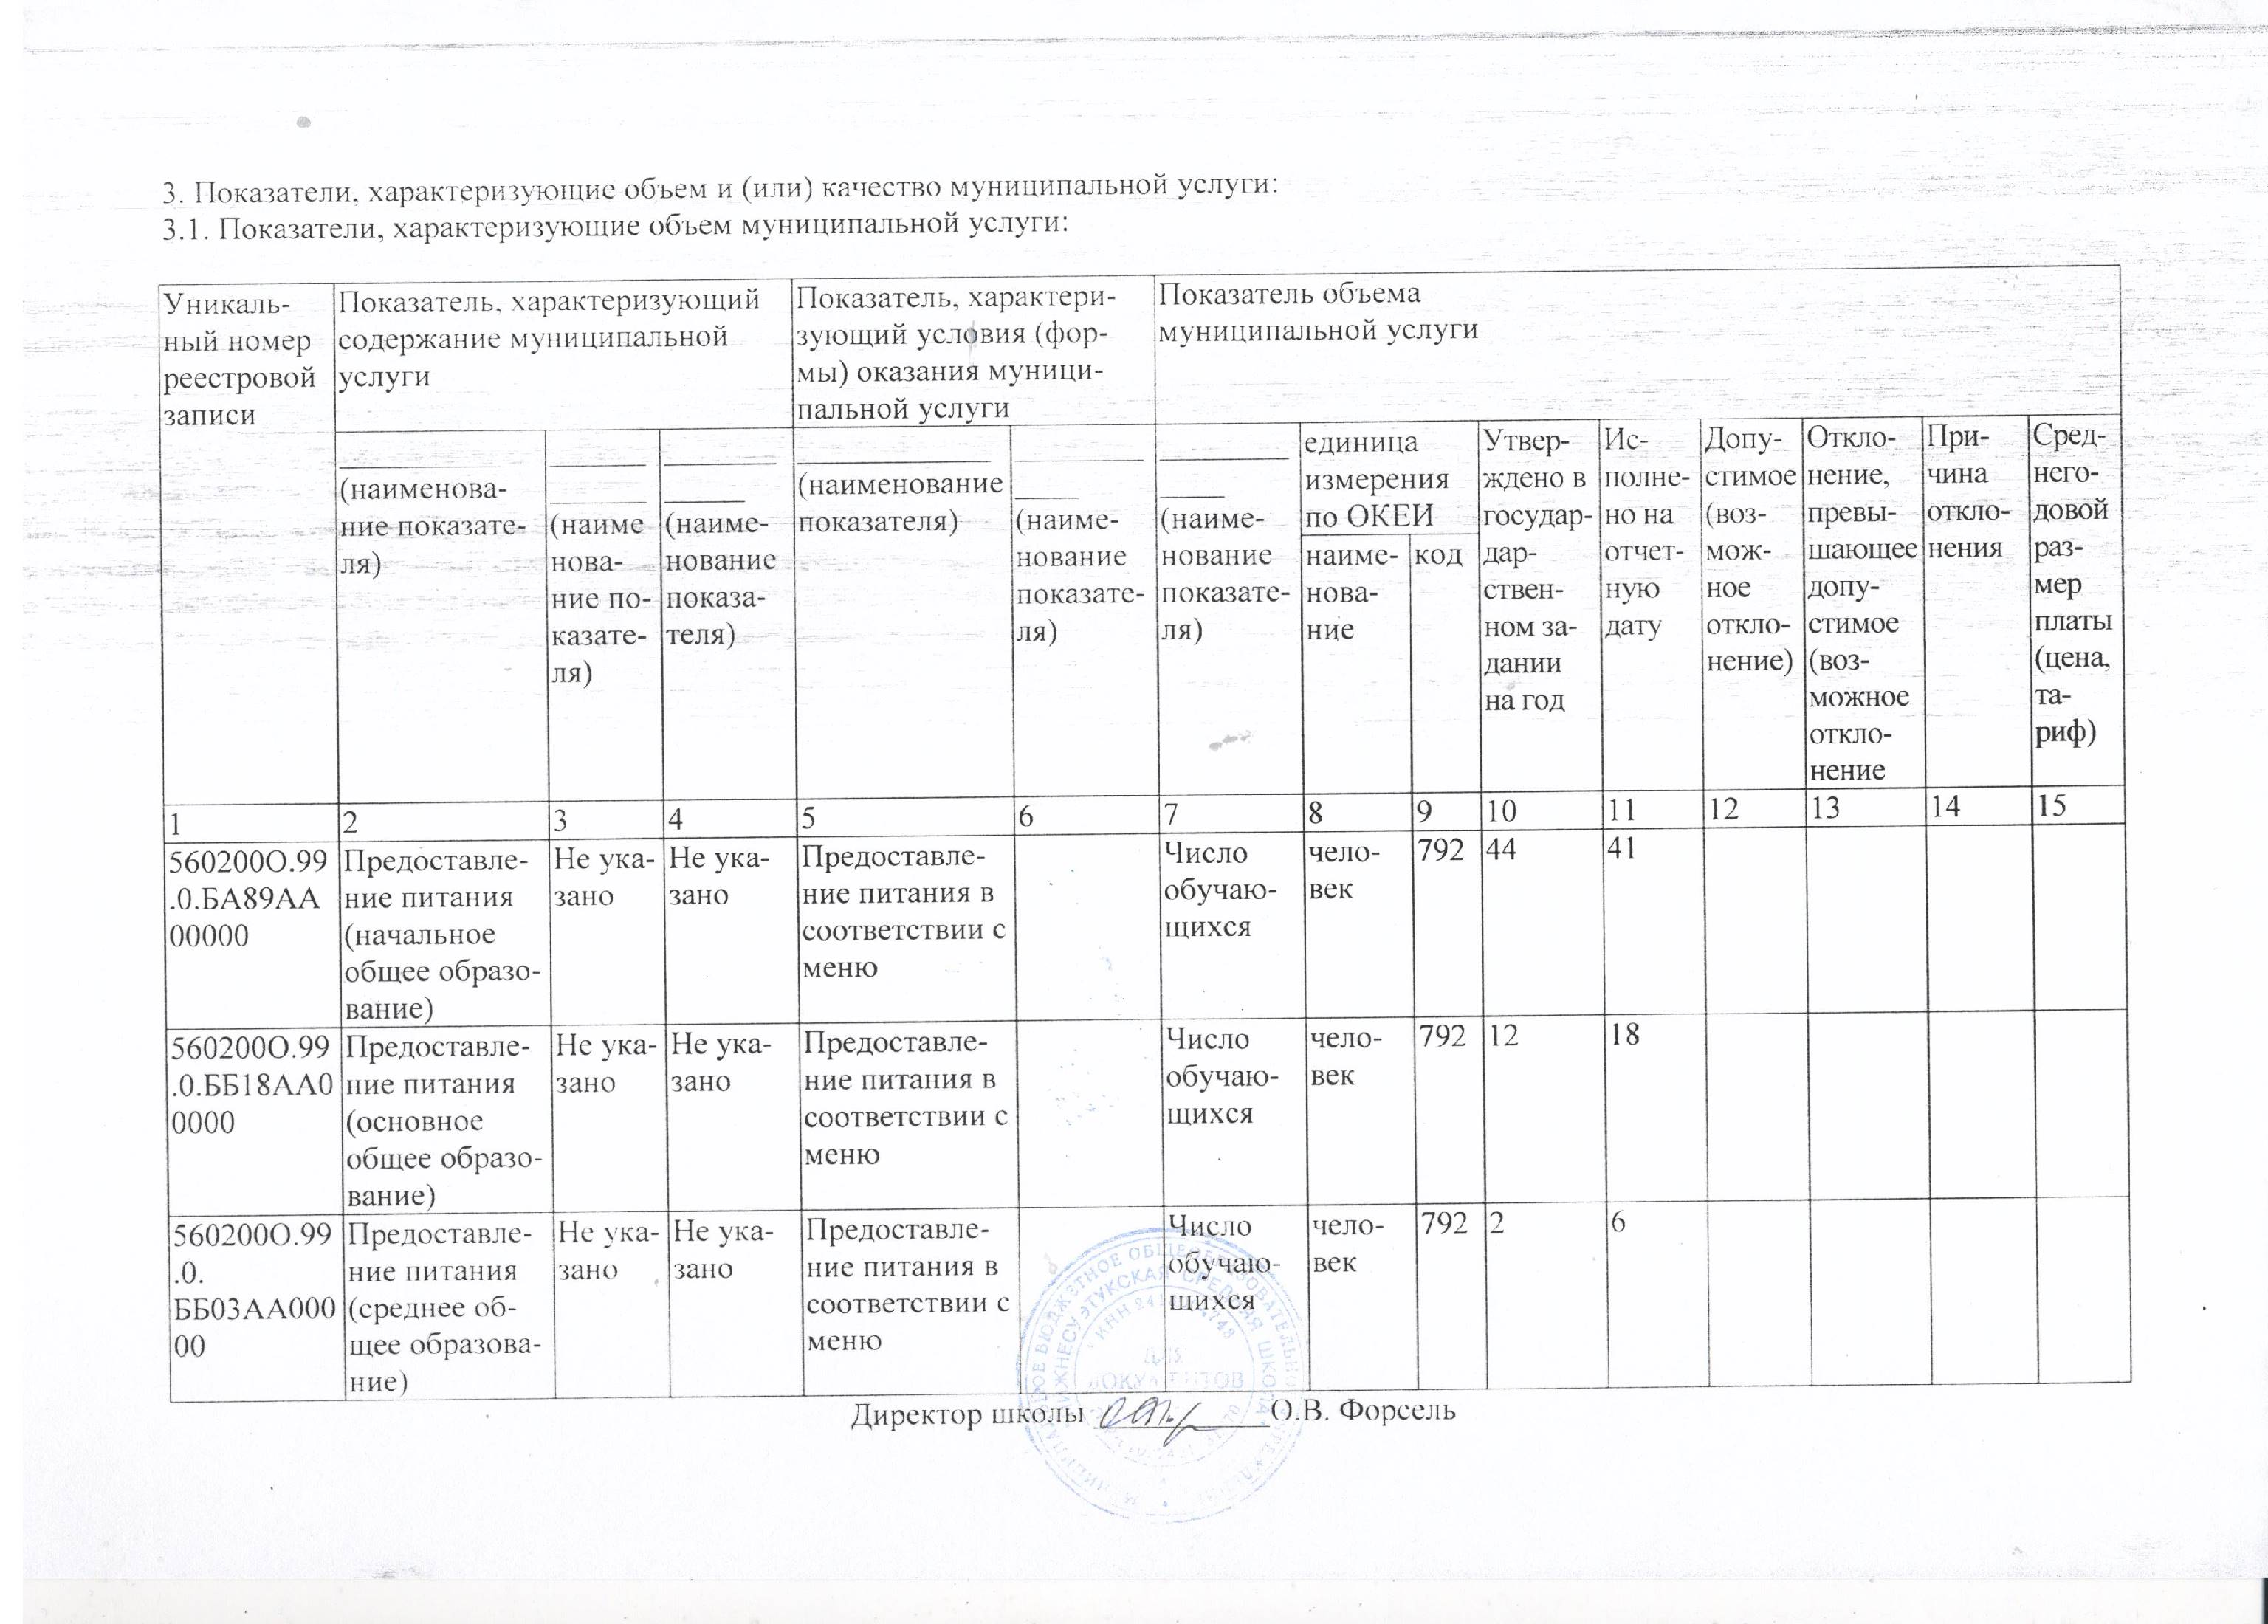 3. Показатели, характеризующие объем и (или) качество муниципальной услуги:
3.1. Показатели, характеризующие объем муниципальной услуги:
Уникаль-
ный номер
реестровой
записи
Показатель, характеризующий
содержание муниципальной
услуги
Показатель, характери-
зующий условия (фор-
мы) оказания муници-
пальной услуги
Показатель объема
муниципальной услуги
(наименова-
ние показате-
ля)
(наиме
нова-
ние по-
казате-
ля)
(наиме-
нование
показа-
теля)
(наименование
показателя)
(наиме-
нование
показате-
ля)
(наиме-
нование
показате-
ля)
единица
измерения
по ОКЕИ
наиме-
нова-
ние
код
Утвер-
ждено в
государ-
дар-
ствен-
ном за-
дании
на год
Ис-
полне-
но на
отчет-
ную
дату
Допу-
стимое
(воз-
мож-
ное
откло-
нение)
Откло-
нение,
превы-
шающее
допу-
стимое
(воз-
можное
откло-
нение
При-
чина
откло-
нения
Сред-
него-
довой
раз-
мер
платы
(цена,
та-
риф)
1 2 3 4 5 6 7 8 9 10 11 12 13 14 15
560200О.99
.0.БА89АА
00000
Предоставле-
ние питания
(начальное
общее образо-
вание)
Не ука-
зано
Не ука-
зано
Предоставле-
ние питания в
соответствии с
меню
Число
обучаю-
щихся
чело-
век
792
44
41
560200О.99
.0.ББ18АА0
0000
Предоставле-
ние питания
(основное
общее образо-
вание)
Не ука-
зано
Не ука-
зано
Предоставле-
ние питания в
соответствии с
меню
Число
обучаю-
щихся
чело-
век
792
12
18
560200О.99
.0.
ББ03АА000
00
Предоставле-
ние питания
(среднее об-
щее образова-
ние)
Не ука-
зано
Не ука-
зано
Предоставле-
ние питания в
соответствии с
меню
Число
обучаю-
щихся
чело-
век
792
2
6
Директор школы О.В. Форсель
ДЛЯ
ДОКУМЕНТОВ